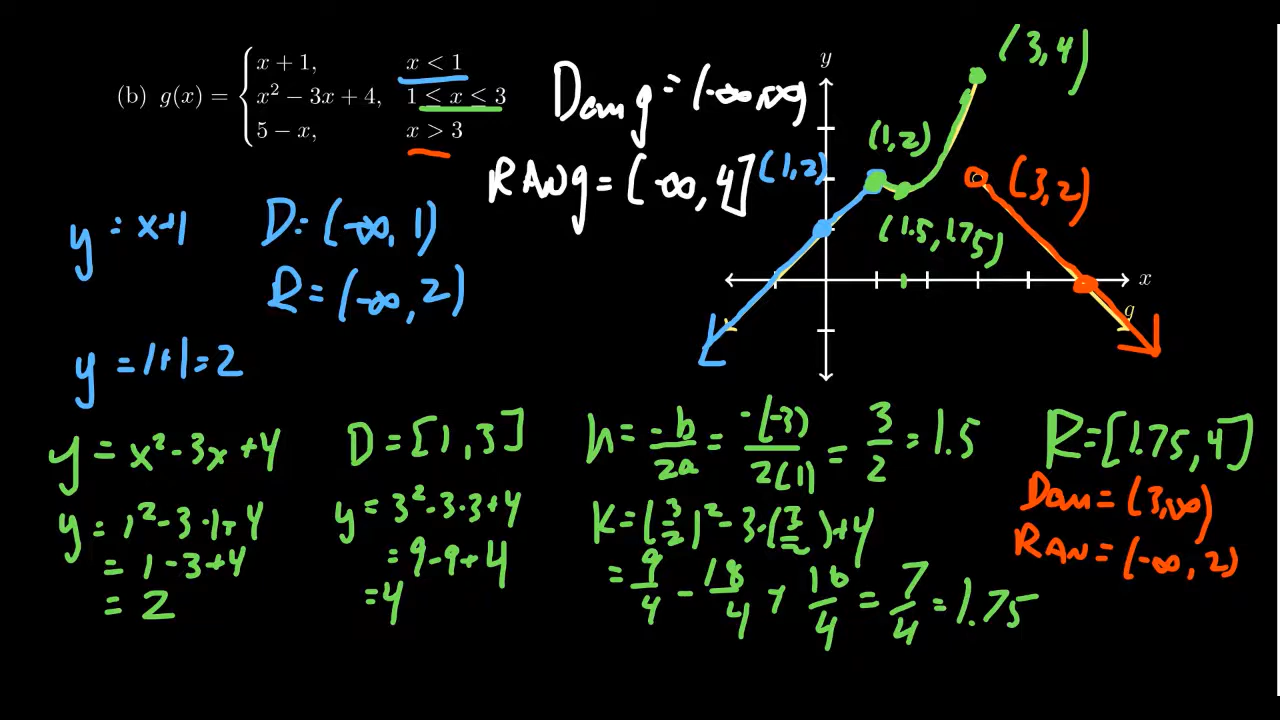 (b) g(x) = { x + 1, x < 1
x² − 3x + 4, 1 ≤ x ≤ 3
5 − x, x > 3
Dom g = (-∞, ∞)
RAN g = (-∞, 4]
y = x+1
D = (-∞, 1)
R = (-∞, 2)
y = 1+1 = 2
y
x
g
(1,2)
(1,2)
(3,4)
(3,2)
(1.5, 1.75)
y = x² - 3x + 4
y = 1² - 3·1 + 4
= 1 - 3 + 4
= 2
D = [1, 3]
y = 3² - 3·3 + 4
= 9 - 9 + 4
= 4
h = -b/2a = -(-3)/2(1) = 3/2 = 1.5
K = (3/2)² - 3·(3/2) + 4
= 9/4 - 18/4 + 16/4 = 7/4 = 1.75
R = [1.75, 4]
Dom = (3, ∞)
RAN = (-∞, 2)